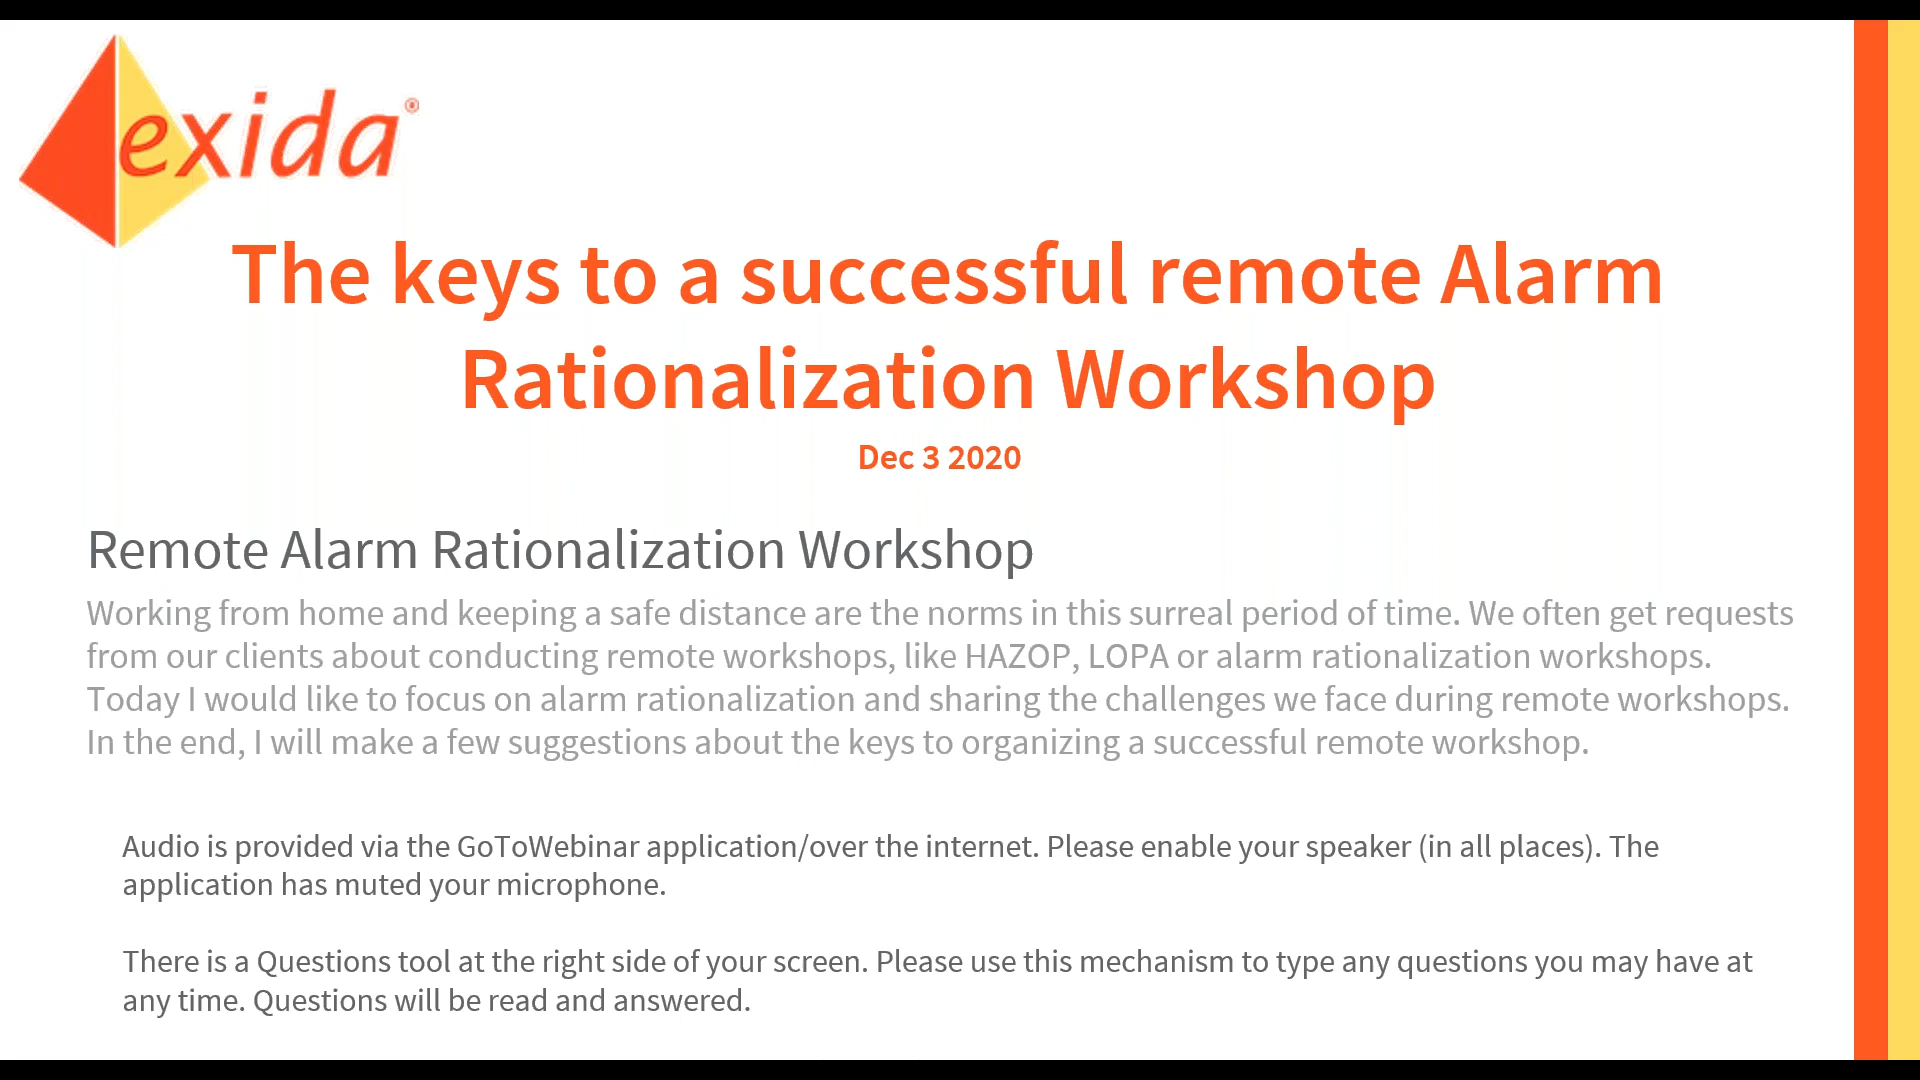 exida®
The keys to a successful remote Alarm
Rationalization Workshop
Dec 3 2020
Remote Alarm Rationalization Workshop
Working from home and keeping a safe distance are the norms in this surreal period of time. We often get requests
from our clients about conducting remote workshops, like HAZOP, LOPA or alarm rationalization workshops.
Today I would like to focus on alarm rationalization and sharing the challenges we face during remote workshops.
In the end, I will make a few suggestions about the keys to organizing a successful remote workshop.
Audio is provided via the GoToWebinar application/over the internet. Please enable your speaker (in all places). The
application has muted your microphone.
There is a Questions tool at the right side of your screen. Please use this mechanism to type any questions you may have at
any time. Questions will be read and answered.